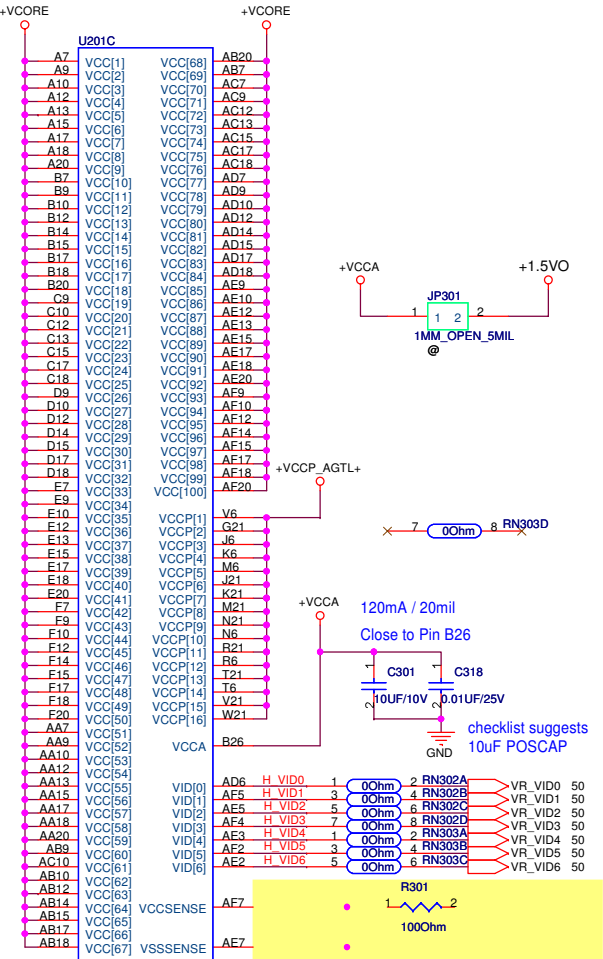 +VCORE +VCORE
U201C
A7 VCC[1] VCC[68] AB20
A9 VCC[2] VCC[69] AB7
A10 VCC[3] VCC[70] AC7
A12 VCC[4] VCC[71] AC9
A13 VCC[5] VCC[72] AC12
A15 VCC[6] VCC[73] AC13
A17 VCC[7] VCC[74] AC15
A18 VCC[8] VCC[75] AC17
A20 VCC[9] VCC[76] AC18
B7 VCC[10] VCC[77] AD7
B9 VCC[11] VCC[78] AD9
B10 VCC[12] VCC[79] AD10
B12 VCC[13] VCC[80] AD12
B14 VCC[14] VCC[81] AD14
B15 VCC[15] VCC[82] AD15
B17 VCC[16] VCC[83] AD17
B18 VCC[17] VCC[84] AD18
B20 VCC[18] VCC[85] AE9
C9 VCC[19] VCC[86] AE10
C10 VCC[20] VCC[87] AE12
C12 VCC[21] VCC[88] AE13
C13 VCC[22] VCC[89] AE15
C15 VCC[23] VCC[90] AE17
C17 VCC[24] VCC[91] AE18
C18 VCC[25] VCC[92] AE20
D9 VCC[26] VCC[93] AF9
D10 VCC[27] VCC[94] AF10
D12 VCC[28] VCC[95] AF12
D14 VCC[29] VCC[96] AF14
D15 VCC[30] VCC[97] AF15
D17 VCC[31] VCC[98] AF17
D18 VCC[32] VCC[99] AF18
E7 VCC[33] VCC[100] AF20
E9 VCC[34]
E10 VCC[35] VCCP[1] V6
E12 VCC[36] VCCP[2] G21
E13 VCC[37] VCCP[3] J6
E15 VCC[38] VCCP[4] K6
E17 VCC[39] VCCP[5] M6
E18 VCC[40] VCCP[6] J21
E20 VCC[41] VCCP[7] K21
F7 VCC[42] VCCP[8] M21
F9 VCC[43] VCCP[9] N21
F10 VCC[44] VCCP[10] N6
F12 VCC[45] VCCP[11] R21
F14 VCC[46] VCCP[12] R6
F15 VCC[47] VCCP[13] T21
F17 VCC[48] VCCP[14] T6
F18 VCC[49] VCCP[15] V21
F20 VCC[50] VCCP[16] W21
AA7 VCC[51]
AA9 VCC[52] VCCA B26
AA10 VCC[53]
AA12 VCC[54]
AA13 VCC[55] VID[0] AD6 H_VID0 1 0Ohm 2 RN302A VR_VID0 50
AA15 VCC[56] VID[1] AF5 H_VID1 3 0Ohm 4 RN302B VR_VID1 50
AA17 VCC[57] VID[2] AE5 H_VID2 5 0Ohm 6 RN302C VR_VID2 50
AA18 VCC[58] VID[3] AF4 H_VID3 7 0Ohm 8 RN302D VR_VID3 50
AA20 VCC[59] VID[4] AE3 H_VID4 1 0Ohm 2 RN303A VR_VID4 50
AB9 VCC[60] VID[5] AF2 H_VID5 3 0Ohm 4 RN303B VR_VID5 50
AC10 VCC[61] VID[6] AE2 H_VID6 5 0Ohm 6 RN303C VR_VID6 50
AB10 VCC[62]
AB12 VCC[63]
AB14 VCC[64] VCCSENSE AF7
AB15 VCC[65]
AB17 VCC[66]
AB18 VCC[67] VSSSENSE AE7
+VCCA +1.5VO
JP301
1 1 2 2
1MM_OPEN_5MIL
@
+VCCP_AGTL+
7 0Ohm 8 RN303D
+VCCA
120mA / 20mil
Close to Pin B26
1 C301 1 C318
2 10UF/10V 2 0.01UF/25V
GND
checklist suggests
10uF POSCAP
R301
1 2
100Ohm